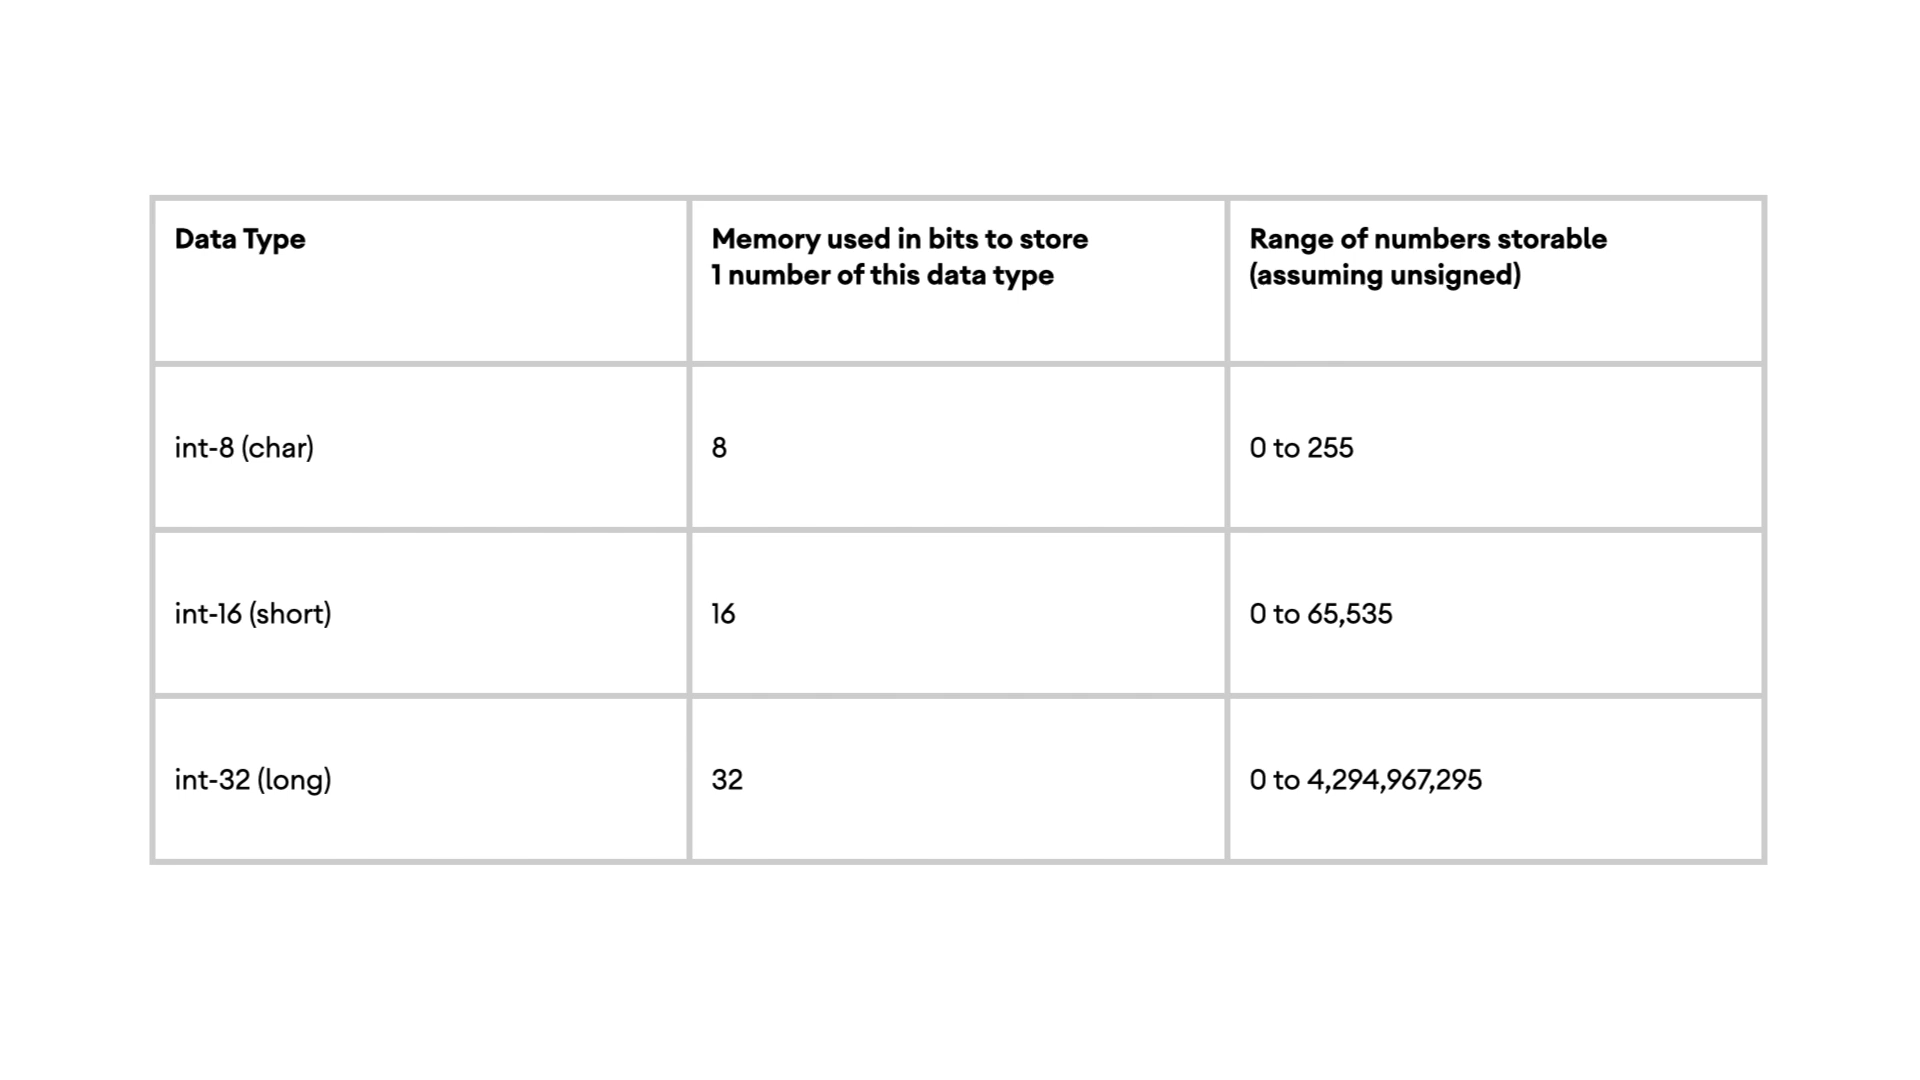 Data Type
Memory used in bits to store
1 number of this data type
Range of numbers storable
(assuming unsigned)
int-8 (char)
8
0 to 255
int-16 (short)
16
0 to 65,535
int-32 (long)
32
0 to 4,294,967,295